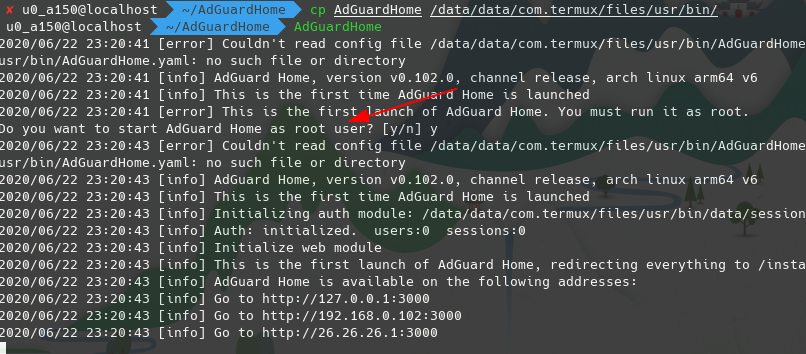 ✘ u0_a150@localhost ~/AdGuardHome cp AdGuardHome /data/data/com.termux/files/usr/bin/
u0_a150@localhost ~/AdGuardHome AdGuardHome
2020/06/22 23:20:41 [error] Couldn't read config file /data/data/com.termux/files/usr/bin/AdGuardHome
usr/bin/AdGuardHome.yaml: no such file or directory
2020/06/22 23:20:41 [info] AdGuard Home, version v0.102.0, channel release, arch linux arm64 v6
2020/06/22 23:20:41 [info] This is the first time AdGuard Home is launched
2020/06/22 23:20:41 [error] This is the first launch of AdGuard Home. You must run it as root.
Do you want to start AdGuard Home as root user? [y/n] y
2020/06/22 23:20:43 [error] Couldn't read config file /data/data/com.termux/files/usr/bin/AdGuardHome
usr/bin/AdGuardHome.yaml: no such file or directory
2020/06/22 23:20:43 [info] AdGuard Home, version v0.102.0, channel release, arch linux arm64 v6
2020/06/22 23:20:43 [info] This is the first time AdGuard Home is launched
2020/06/22 23:20:43 [info] Initializing auth module: /data/data/com.termux/files/usr/bin/data/session
2020/06/22 23:20:43 [info] Auth: initialized.  users:0  sessions:0
2020/06/22 23:20:43 [info] Initialize web module
2020/06/22 23:20:43 [info] This is the first launch of AdGuard Home, redirecting everything to /insta
2020/06/22 23:20:43 [info] AdGuard Home is available on the following addresses:
2020/06/22 23:20:43 [info] Go to http://127.0.0.1:3000
2020/06/22 23:20:43 [info] Go to http://192.168.0.102:3000
2020/06/22 23:20:43 [info] Go to http://26.26.26.1:3000